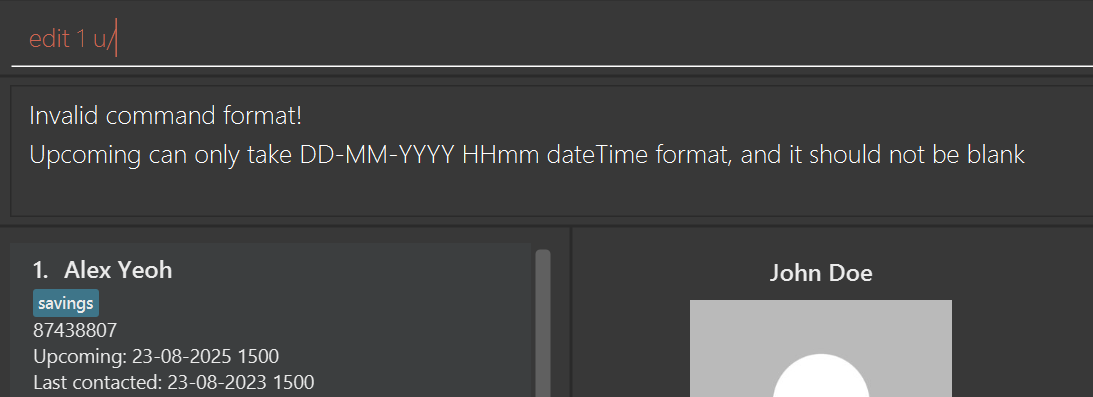 edit 1 u/
Invalid command format!
Upcoming can only take DD-MM-YYYY HHmm dateTime format, and it should not be blank
1. Alex Yeoh
savings
87438807
Upcoming: 23-08-2025 1500
Last contacted: 23-08-2023 1500
John Doe